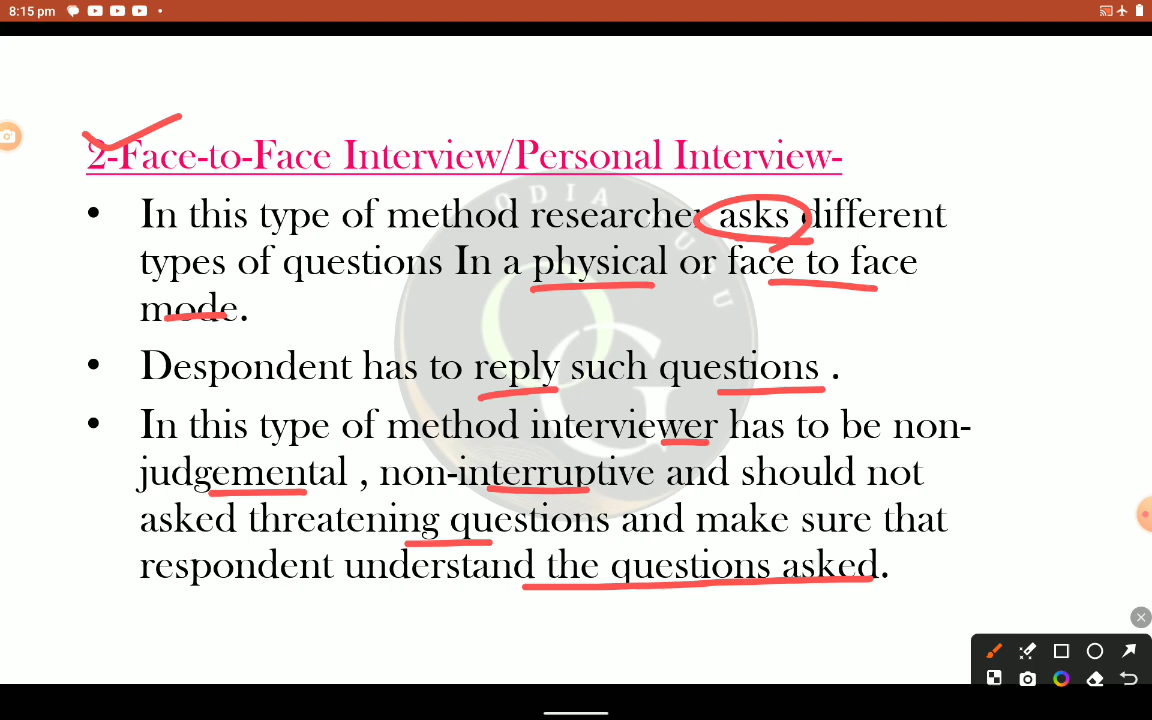 8:15 pm
2-Face-to-Face Interview/Personal Interview-
• In this type of method researcher asks different
types of questions In a physical or face to face
mode.
• Despondent has to reply such questions .
• In this type of method interviewer has to be non-
judgemental , non-interruptive and should not
asked threatening questions and make sure that
respondent understand the questions asked.
ODIA GURU
OG